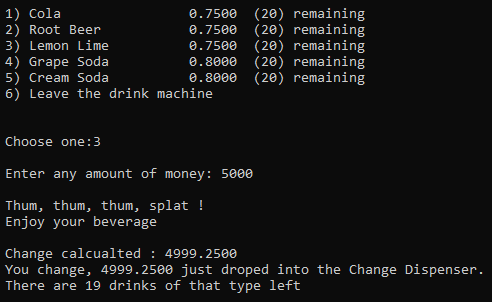 1) Cola 0.7500 (20) remaining
2) Root Beer 0.7500 (20) remaining
3) Lemon Lime 0.7500 (20) remaining
4) Grape Soda 0.8000 (20) remaining
5) Cream Soda 0.8000 (20) remaining
6) Leave the drink machine
Choose one:3
Enter any amount of money: 5000
Thum, thum, thum, splat !
Enjoy your beverage
Change calcualted : 4999.2500
You change, 4999.2500 just droped into the Change Dispenser.
There are 19 drinks of that type left